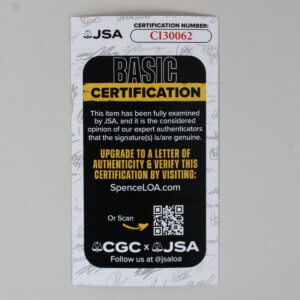 JSA
CERTIFICATION NUMBER:
CI30062
BASIC
CERTIFICATION
This item has been fully examined
by JSA, and it is the considered
opinion of our expert authenticators
that the signature(s) is/are genuine.
UPGRADE TO A LETTER OF
AUTHENTICITY & VERIFY THIS
CERTIFICATION BY VISITING:
SpenceLOA.com
Or Scan
CGC x JSA
Follow us at @jsaloa